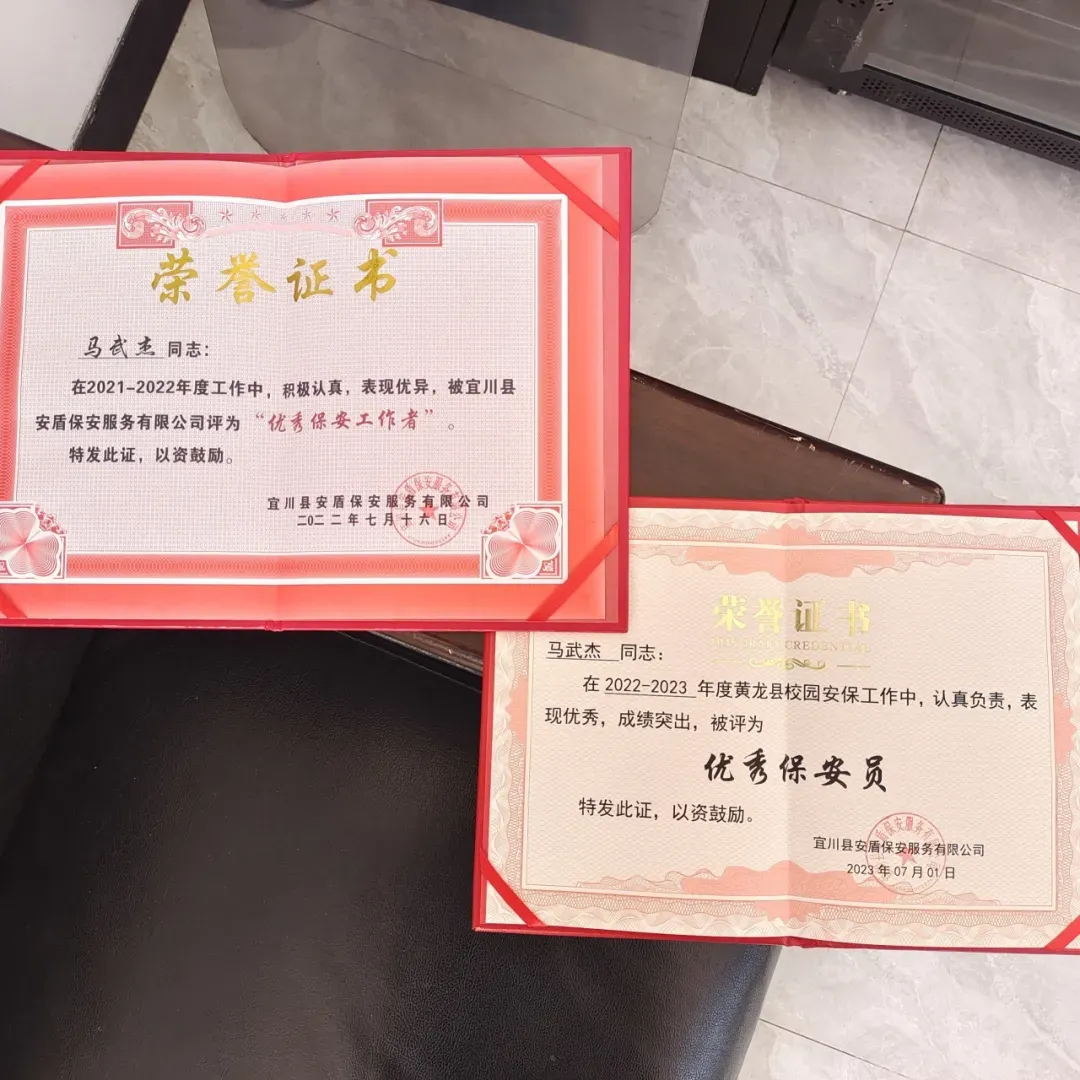 荣誉证书
马武杰 同志：
在2021-2022年度工作中，积极认真，表现优异，被宜川县
安盾保安服务有限公司评为“优秀保安工作者”。
特发此证，以资鼓励。
宜川县安盾保安服务有限公司
二〇二二年七月十六日
荣誉证书
马武杰 同志：
在 2022-2023 年度黄龙县校园安保工作中，认真负责，表
现优秀，成绩突出，被评为
优秀保安员
特发此证，以资鼓励。
宜川县安盾保安服务有限公司
2023 年 07 月 01 日